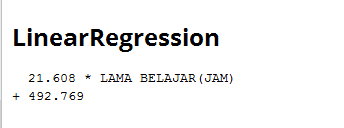 LinearRegression
21.608 * LAMA BELAJAR(JAM)
+ 492.769